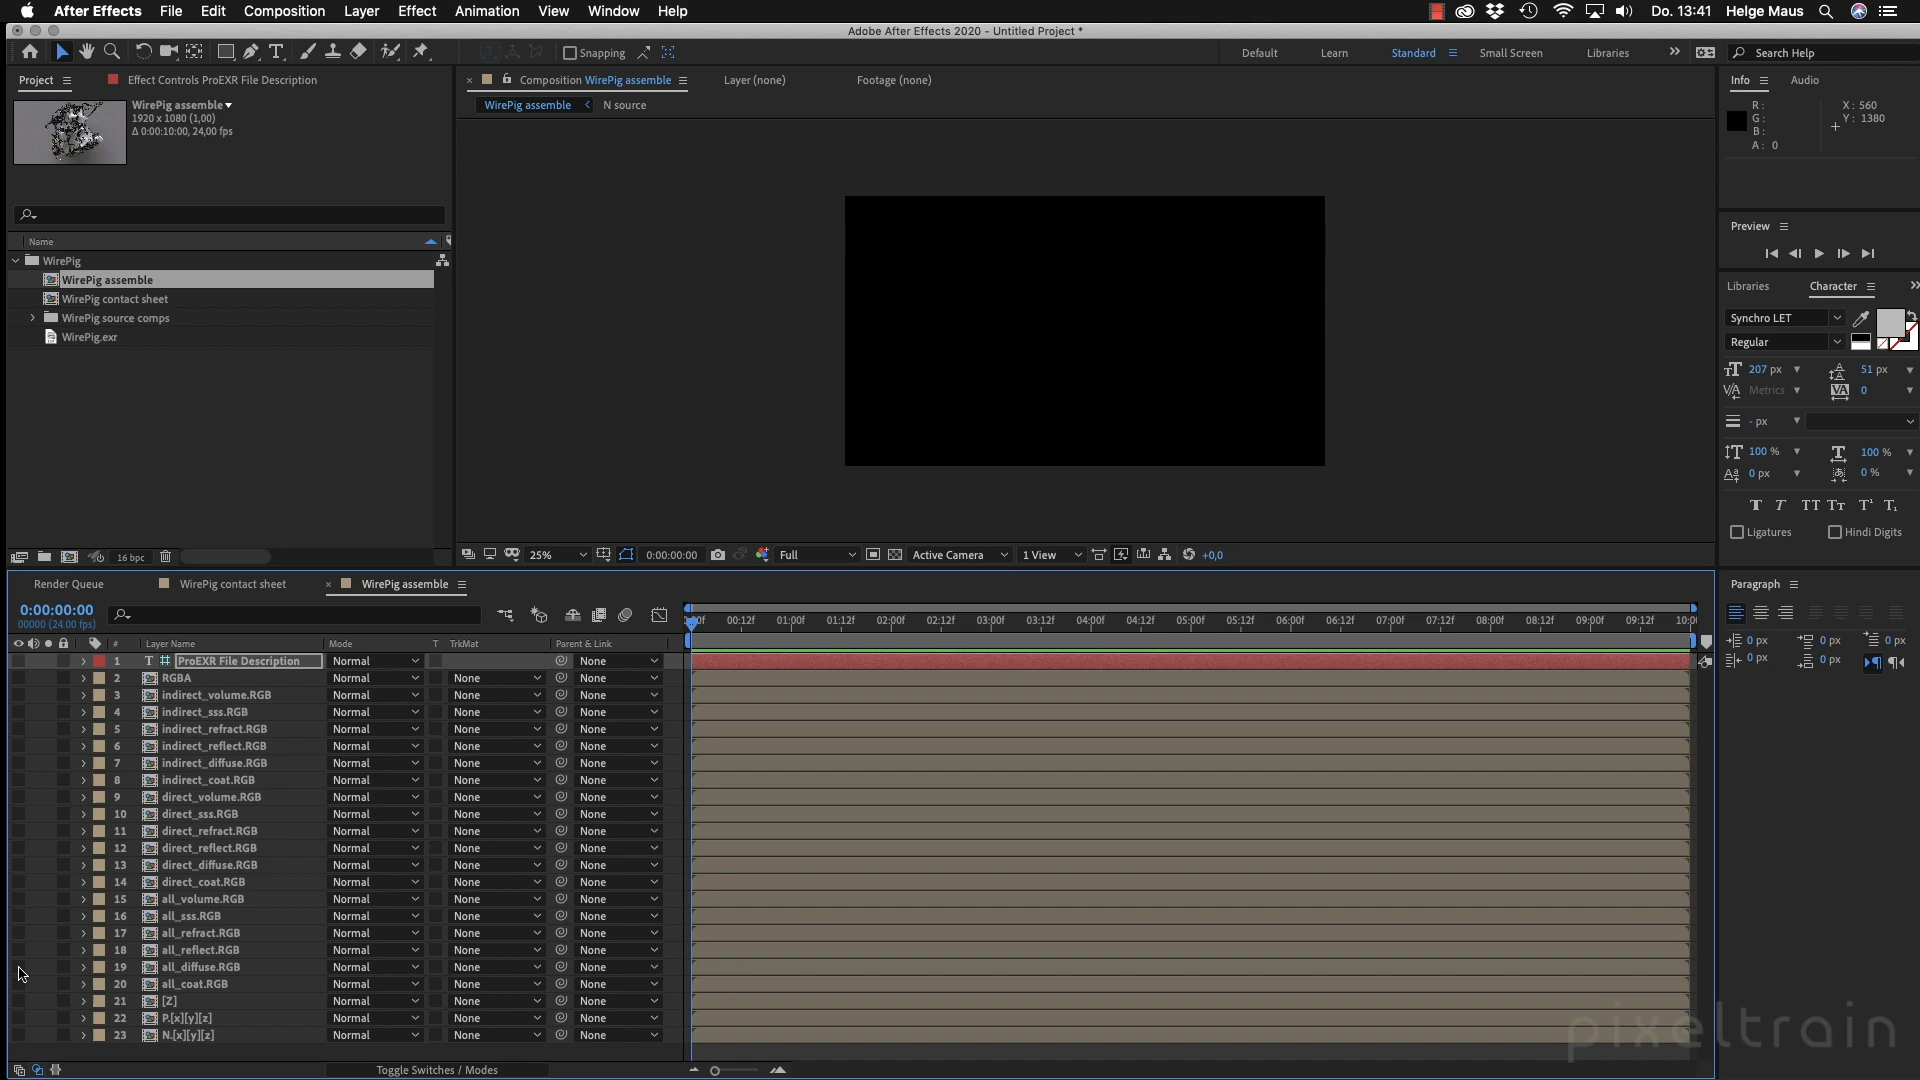 After Effects File Edit Composition Layer Effect Animation View Window Help Do. 13:41 Helge Maus
Adobe After Effects 2020 - Untitled Project *
Snapping Default Learn Standard Small Screen Libraries Search Help
Project Effect Controls ProEXR File Description
WirePig assemble
1920 x 1080 (1,00)
Δ 0:00:10:00, 24,00 fps
Composition WirePig assemble Layer (none) Footage (none)
WirePig assemble N source
Info Audio
R:
G:
B:
A: 0
X: 560
Y: 1380
Name
WirePig
WirePig assemble
WirePig contact sheet
WirePig source comps
WirePig.exr
16 bpc
25% 0:00:00:00 Full Active Camera 1 View +0,0
Preview
Libraries Character
Synchro LET
Regular
207 px 51 px
Metrics 0
- px
100 % 100 %
0 px 0 %
Ligatures Hindi Digits
Paragraph
0 px 0 px 0 px
0 px 0 px
Render Queue WirePig contact sheet WirePig assemble
0:00:00:00
00000 (24.00 fps)
00:12f 01:00f 01:12f 02:00f 02:12f 03:00f 03:12f 04:00f 04:12f 05:00f 05:12f 06:00f 06:12f 07:00f 07:12f 08:00f 08:12f 09:00f 09:12f
# Layer Name Mode T TrkMat Parent & Link
1 ProEXR File Description Normal None
2 RGBA Normal None None
3 indirect_volume.RGB Normal None None
4 indirect_sss.RGB Normal None None
5 indirect_refract.RGB Normal None None
6 indirect_reflect.RGB Normal None None
7 indirect_diffuse.RGB Normal None None
8 indirect_coat.RGB Normal None None
9 direct_volume.RGB Normal None None
10 direct_sss.RGB Normal None None
11 direct_refract.RGB Normal None None
12 direct_reflect.RGB Normal None None
13 direct_diffuse.RGB Normal None None
14 direct_coat.RGB Normal None None
15 all_volume.RGB Normal None None
16 all_sss.RGB Normal None None
17 all_refract.RGB Normal None None
18 all_reflect.RGB Normal None None
19 all_diffuse.RGB Normal None None
20 all_coat.RGB Normal None None
21 [Z] Normal None None
22 P.[x][y][z] Normal None None
23 N.[x][y][z] Normal None None
Toggle Switches / Modes
pixeltrain